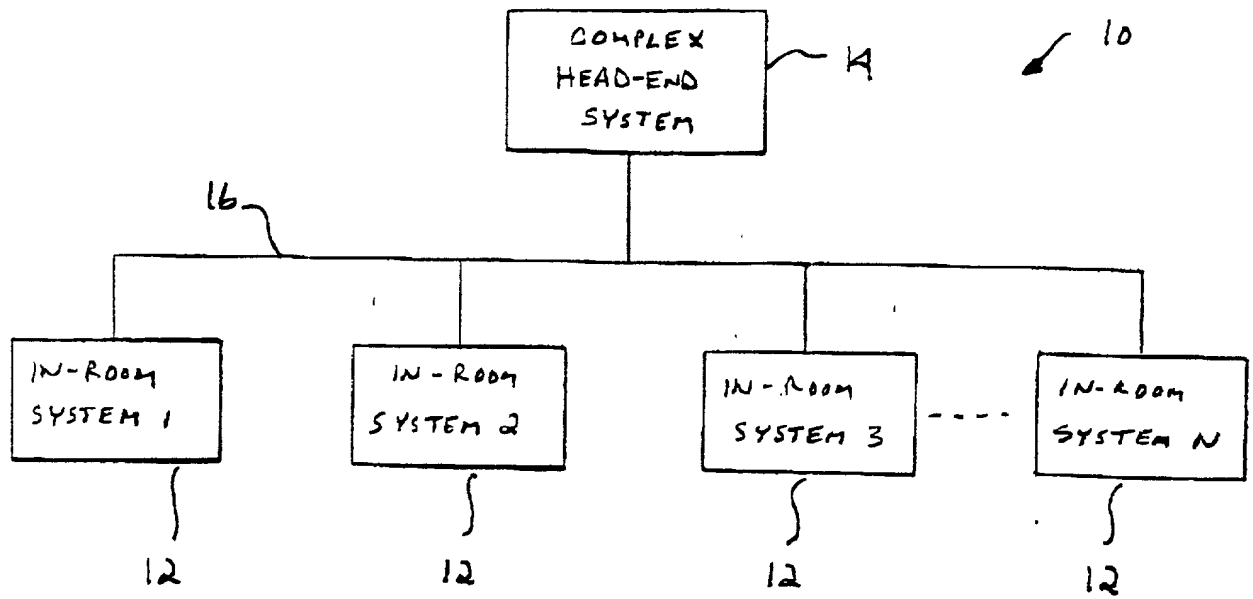 COMPLEX
HEAD-END
SYSTEM
14
10
16
IN-ROOM
SYSTEM 1
IN-ROOM
SYSTEM 2
IN-ROOM
SYSTEM 3
IN-ROOM
SYSTEM N
12
12
12
12